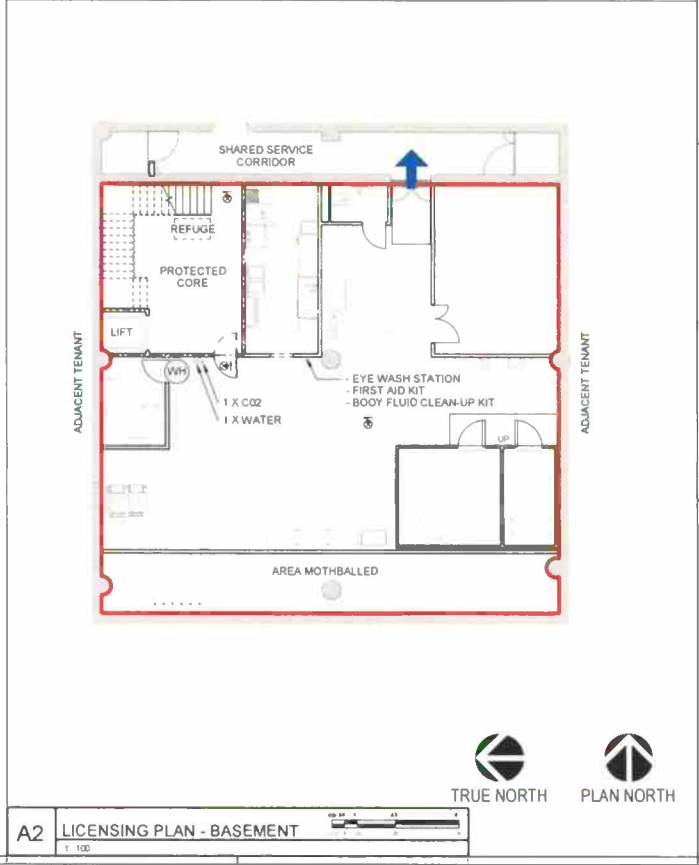 SHARED SERVICE
CORRIDOR
REFUGE
PROTECTED
CORE
LIFT
WH
ADJACENT TENANT
ADJACENT TENANT
- EYE WASH STATION
- FIRST AID KIT
- BODY FLUID CLEAN-UP KIT
1 X C02
1 X WATER
UP
AREA MOTHBALLED
TRUE NORTH
PLAN NORTH
A2
LICENSING PLAN - BASEMENT
1 100